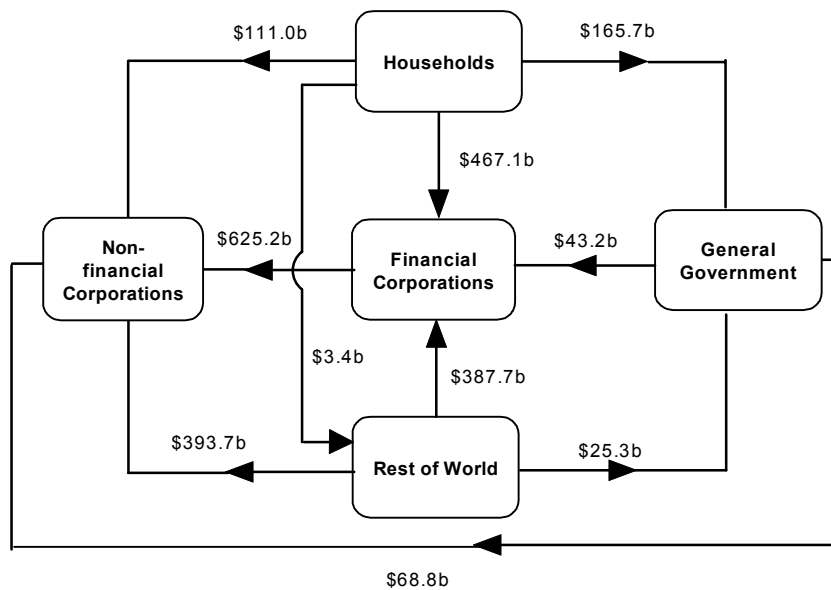 $111.0b
$165.7b
Households
$467.1b
$625.2b
$43.2b
Non-
financial
Corporations
Financial
Corporations
General
Government
$3.4b
$387.7b
$393.7b
Rest of World
$25.3b
$68.8b